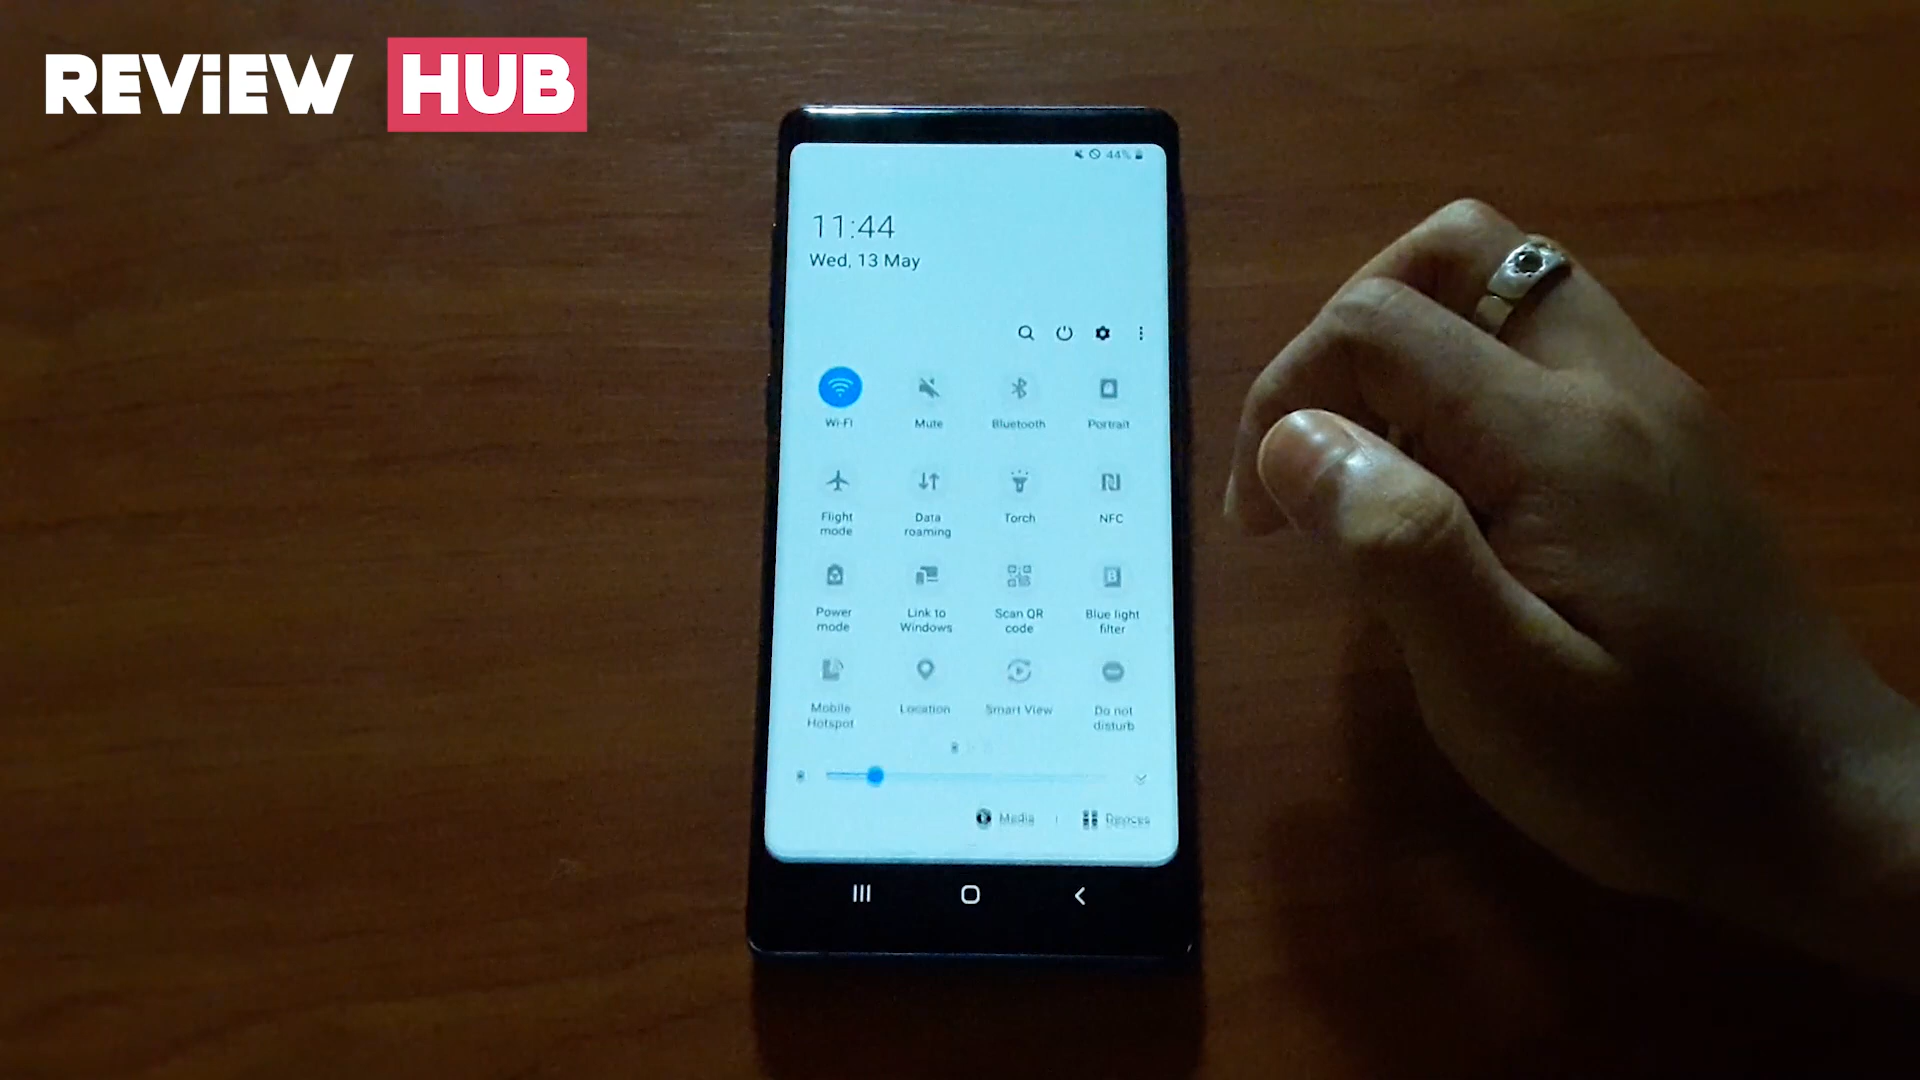 REViEW HUB
44%
11:44
Wed, 13 May
Wi-Fi
Mute
Bluetooth
Portrait
Flight
mode
Data
roaming
Torch
NFC
Power
mode
Link to
Windows
Scan QR
code
Blue light
filter
Mobile
Hotspot
Location
Smart View
Do not
disturb
Media
Devices